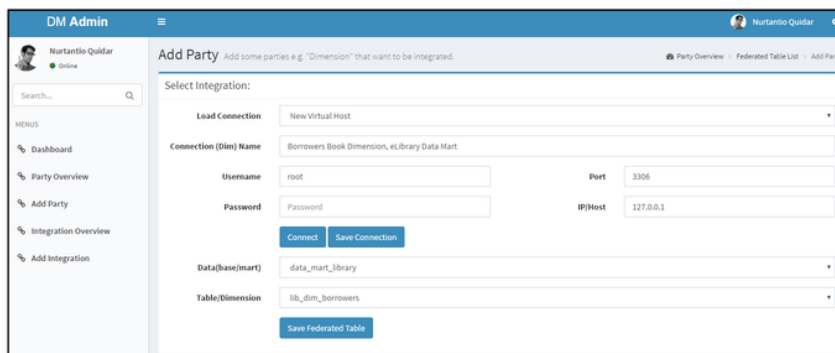 DM Admin
Nurtantio Quidar
Nurtantio Quidar
Online
Search...
MENUS
Dashboard
Party Overview
Add Party
Integration Overview
Add Integration
Add Party Add some parties e.g. "Dimension" that want to be integrated.
Party Overview > Federated Table List > Add Par
Select Integration:
Load Connection New Virtual Host
Connection (Dim) Name Borrowers Book Dimension, eLibrary Data Mart
Username root Port 3306
Password Password IP/Host 127.0.0.1
Connect Save Connection
Data(base/mart) data_mart_library
Table/Dimension lib_dim_borrowers
Save Federated Table